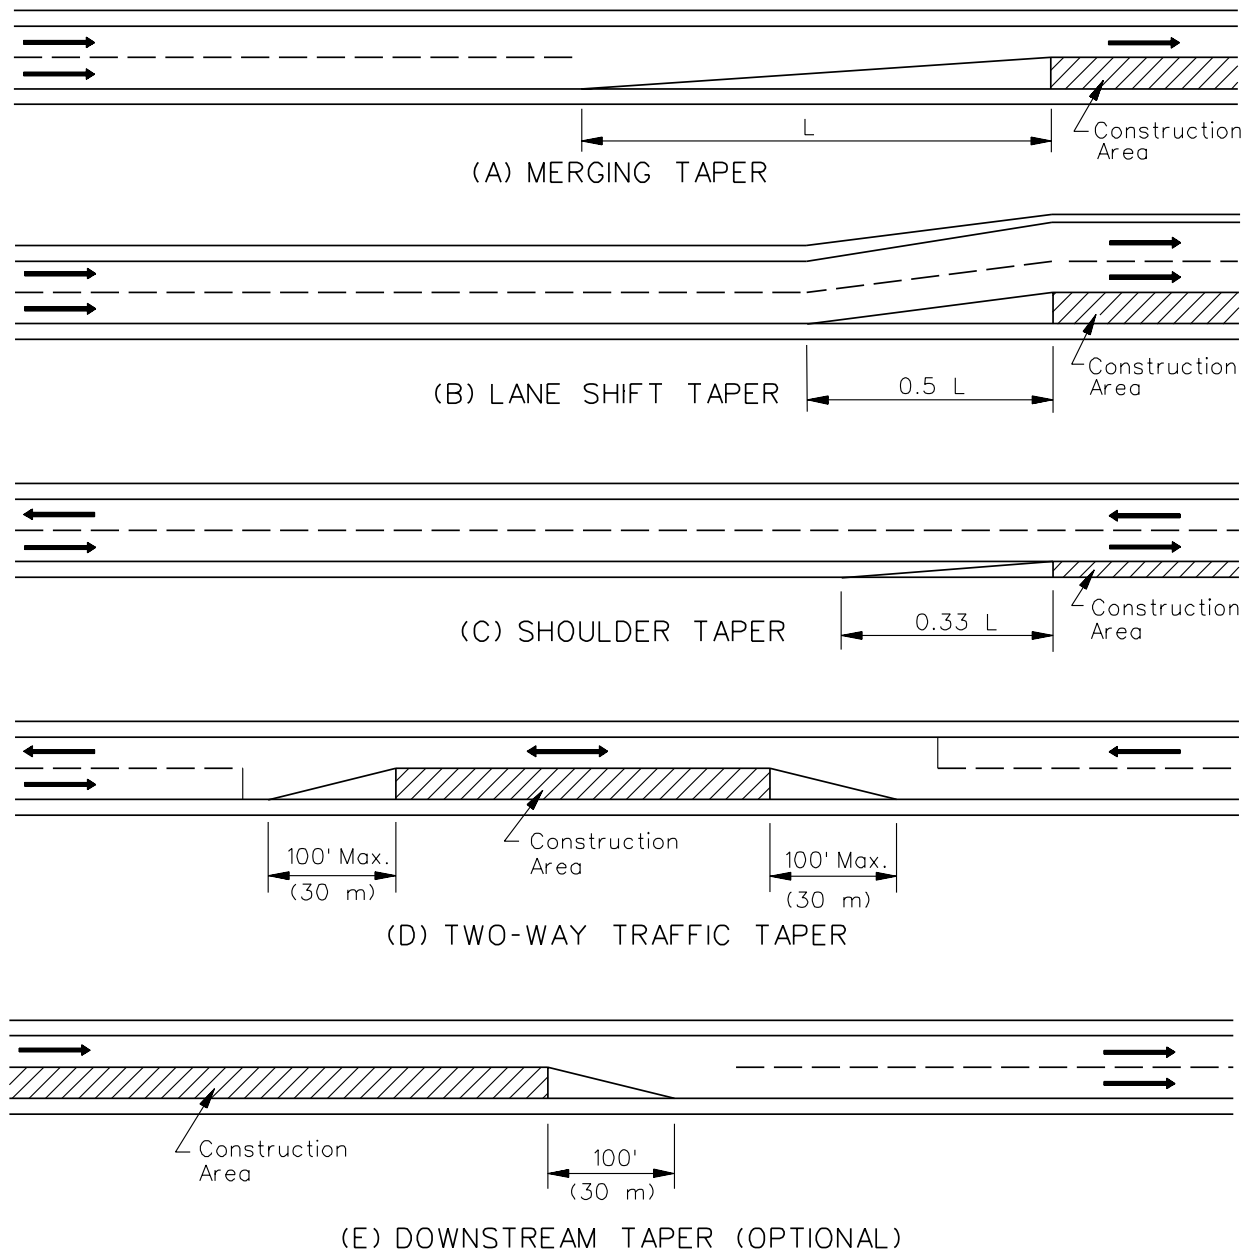 L
Construction
Area
(A) MERGING TAPER
0.5 L
Construction
Area
(B) LANE SHIFT TAPER
0.33 L
Construction
Area
(C) SHOULDER TAPER
100' Max.
(30 m)
Construction
Area
100' Max.
(30 m)
(D) TWO-WAY TRAFFIC TAPER
Construction
Area
100'
(30 m)
(E) DOWNSTREAM TAPER (OPTIONAL)